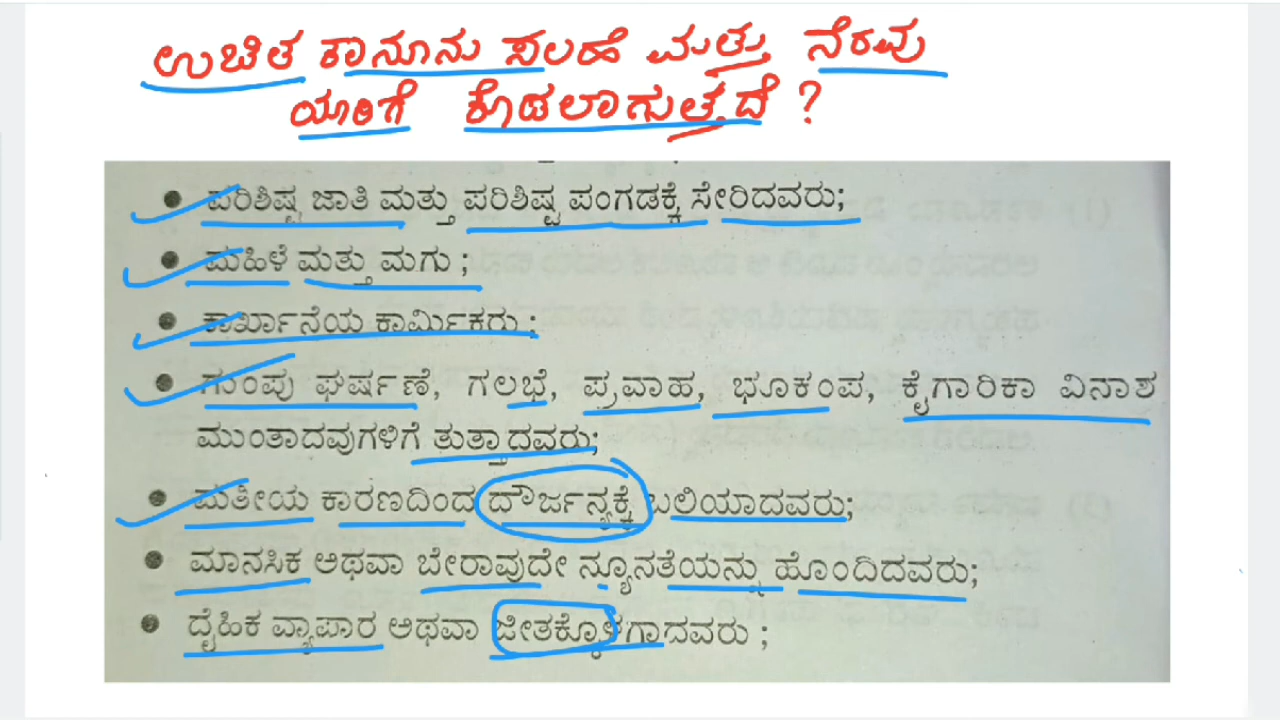 ಉಚಿತ ಕಾನೂನು ಸಲಹೆ ಮತ್ತು ನೆರವು
ಯಾರಿಗೆ ಕೊಡಲಾಗುತ್ತದೆ ?
• ಪರಿಶಿಷ್ಟ ಜಾತಿ ಮತ್ತು ಪರಿಶಿಷ್ಟ ಪಂಗಡಕ್ಕೆ ಸೇರಿದವರು;
• ಮಹಿಳೆ ಮತ್ತು ಮಗು ;
• ಕಾರ್ಖಾನೆಯ ಕಾರ್ಮಿಕರು ;
• ಗುಂಪು ಘರ್ಷಣೆ, ಗಲಭೆ, ಪ್ರವಾಹ, ಭೂಕಂಪ, ಕೈಗಾರಿಕಾ ವಿನಾಶ
ಮುಂತಾದವುಗಳಿಗೆ ತುತ್ತಾದವರು;
• ಮತೀಯ ಕಾರಣದಿಂದ ದೌರ್ಜನ್ಯಕ್ಕೆ ಬಲಿಯಾದವರು;
• ಮಾನಸಿಕ ಅಥವಾ ಬೇರಾವುದೇ ನ್ಯೂನತೆಯನ್ನು ಹೊಂದಿದವರು;
• ದೈಹಿಕ ವ್ಯಾಪಾರ ಅಥವಾ ಜೀತಕ್ಕೊಳಗಾದವರು ;